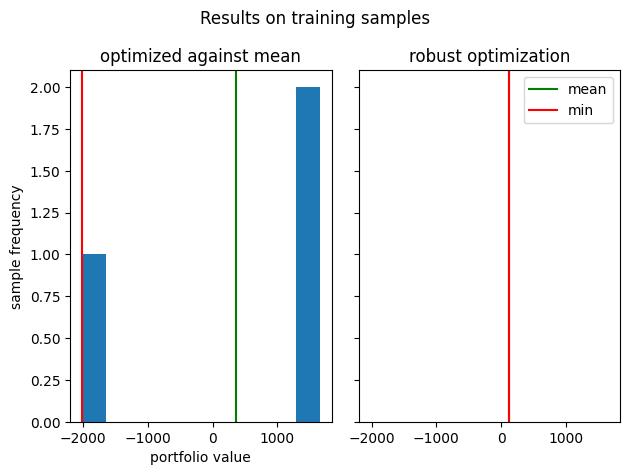 Results on training samples
optimized against mean
robust optimization
2.00
1.75
1.50
1.25
1.00
0.75
0.50
0.25
0.00
sample frequency
−2000 −1000 0 1000
portfolio value
mean
min
−2000 −1000 0 1000